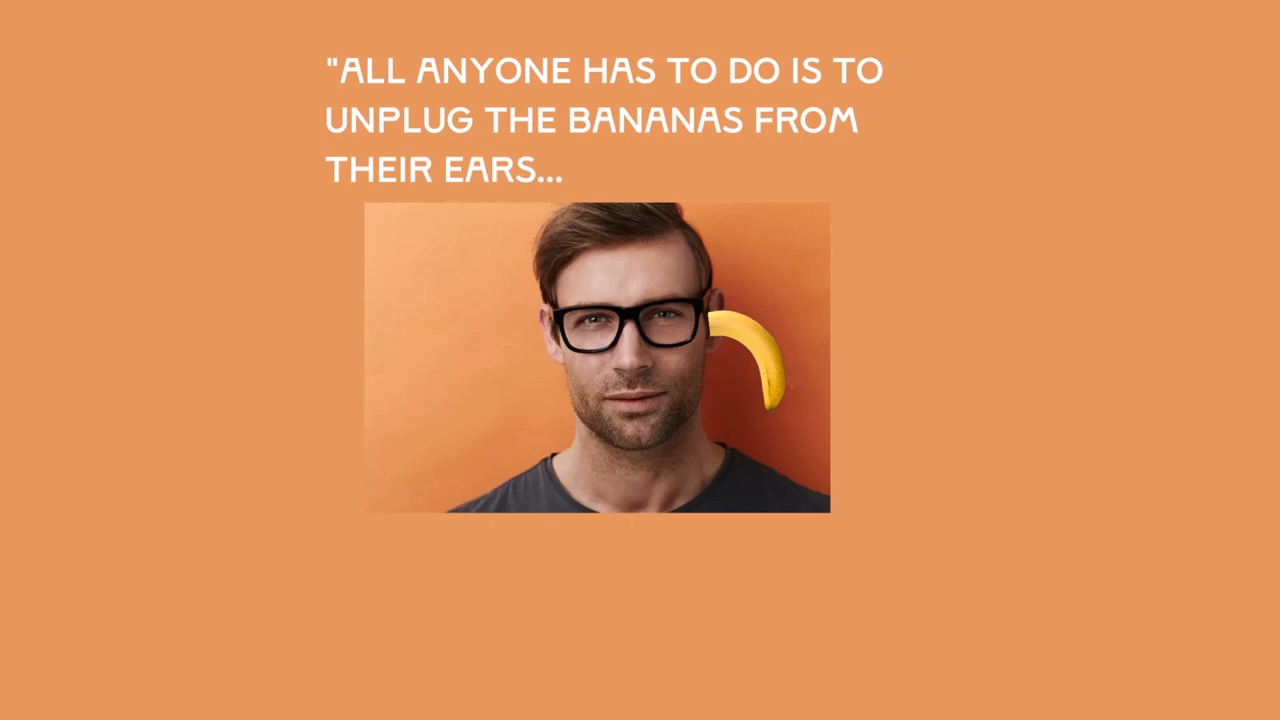 "ALL ANYONE HAS TO DO IS TO
UNPLUG THE BANANAS FROM
THEIR EARS...